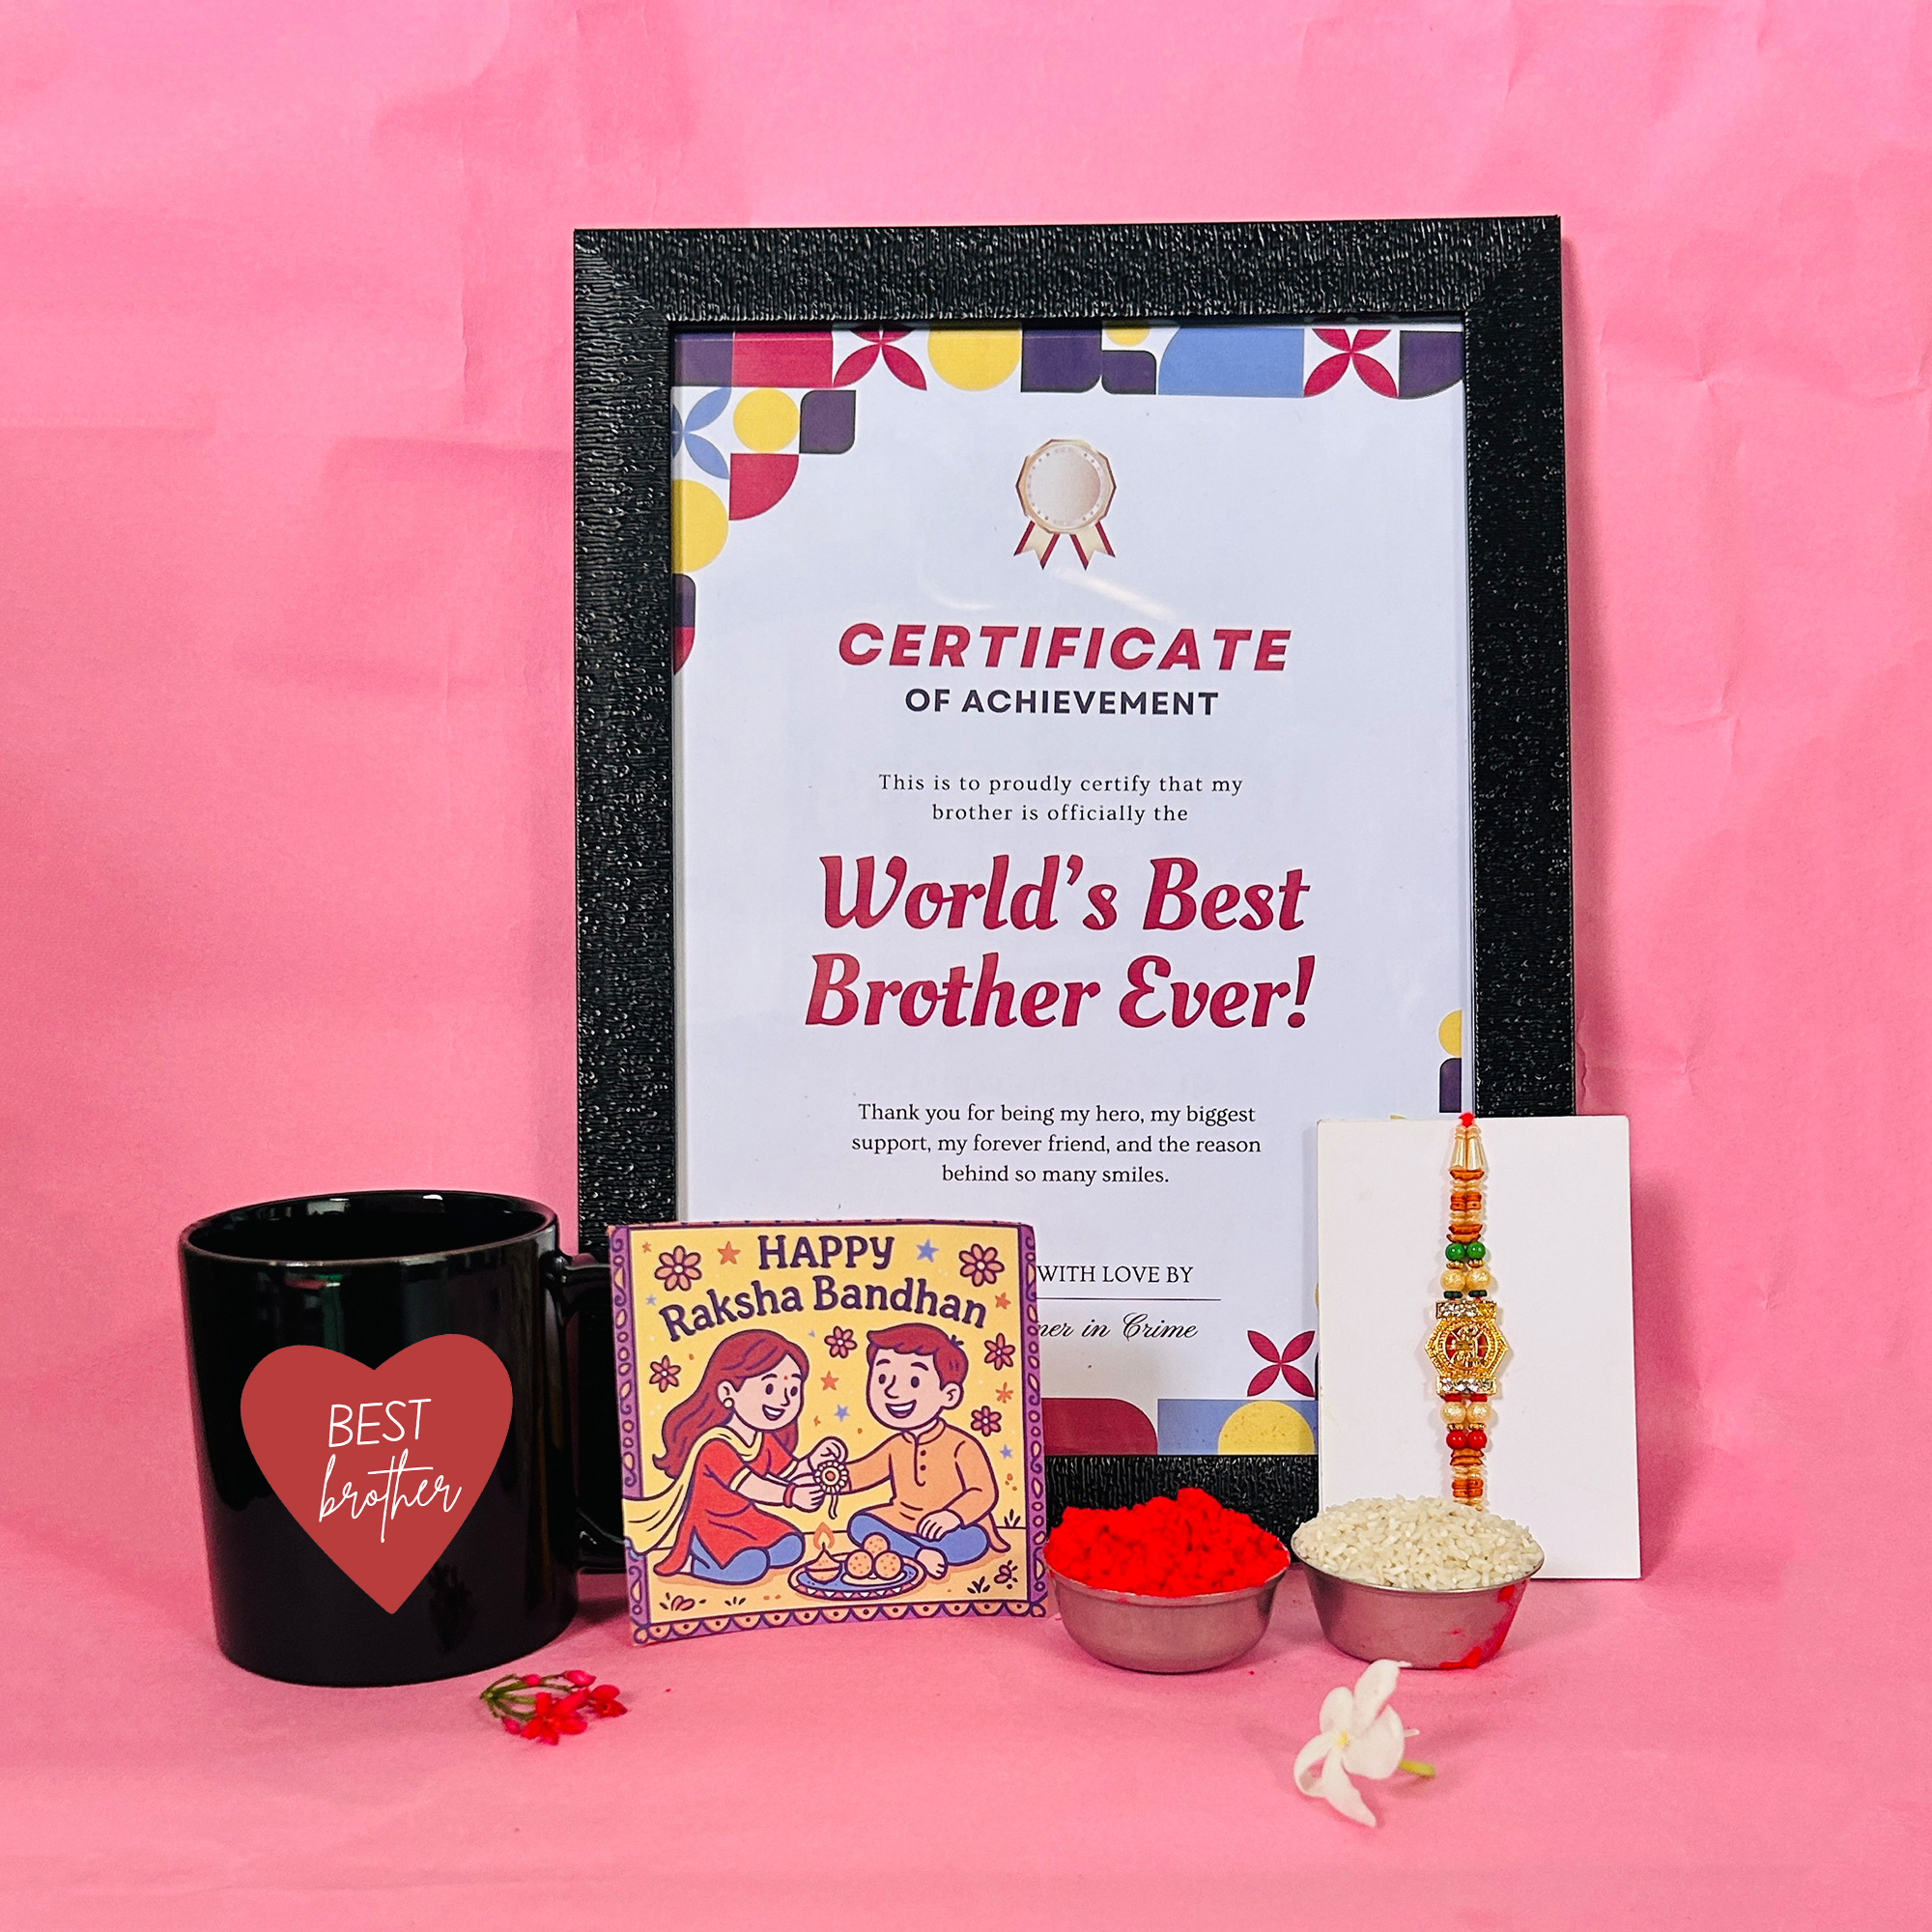 CERTIFICATE
OF ACHIEVEMENT
This is to proudly certify that my
brother is officially the
World's Best
Brother Ever!
Thank you for being my hero, my biggest
support, my forever friend, and the reason
behind so many smiles.
WITH LOVE BY
in Crime
BEST
brother
HAPPY
Raksha Bandhan